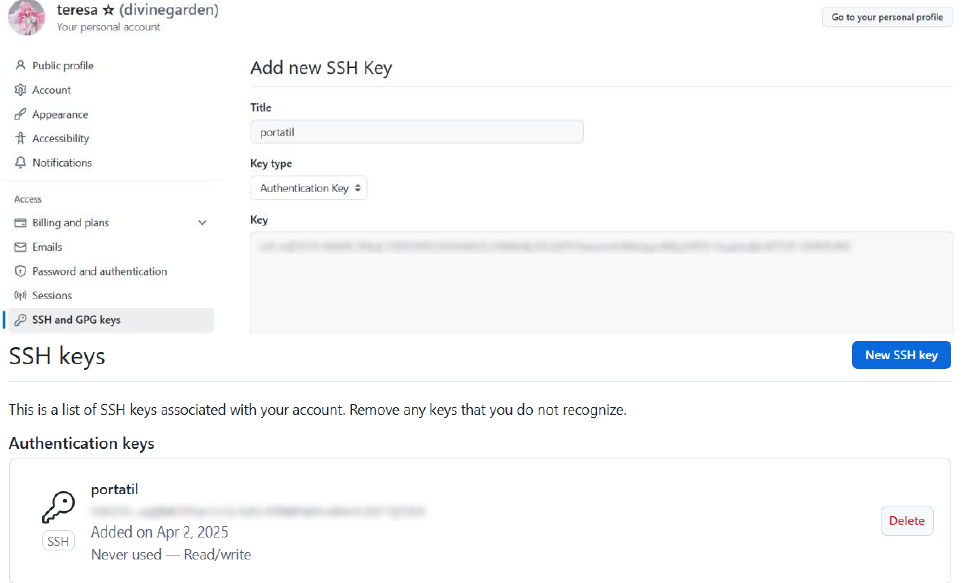 teresa ☆ (divinegarden)
Your personal account
Go to your personal profile
Public profile
Account
Appearance
Accessibility
Notifications
Access
Billing and plans
Emails
Password and authentication
Sessions
SSH and GPG keys
Add new SSH Key
Title
portatil
Key type
Authentication Key
Key
SSH keys
New SSH key
This is a list of SSH keys associated with your account. Remove any keys that you do not recognize.
Authentication keys
portatil
SSH
Added on Apr 2, 2025
Never used — Read/write
Delete